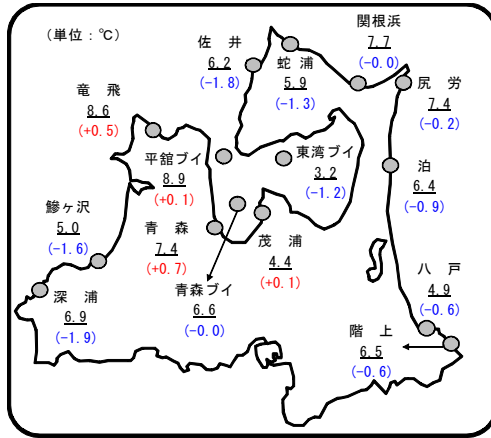 (単位：℃)
関根浜
7.7
(-0.0)
佐井
6.2
(-1.8)
蛇浦
5.9
(-1.3)
尻労
7.4
(-0.2)
竜飛
8.6
(+0.5)
平舘ブイ
8.9
(+0.1)
東湾ブイ
3.2
(-1.2)
泊
6.4
(-0.9)
鰺ヶ沢
5.0
(-1.6)
青森
7.4
(+0.7)
茂浦
4.4
(+0.1)
八戸
4.9
(-0.6)
深浦
6.9
(-1.9)
青森ブイ
6.6
(-0.0)
階上
6.5
(-0.6)